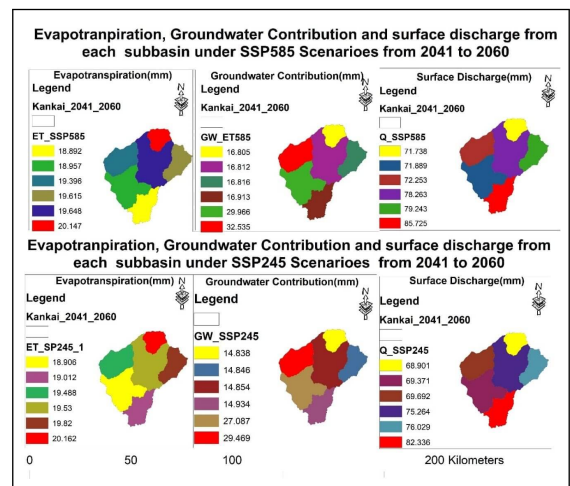 Evapotranpiration, Groundwater Contribution and surface discharge from
each subbasin under SSP585 Scenarioes from 2041 to 2060
Evapotranspiration(mm)
Legend
N
Kankai_2041_2060
ET_SSP585
18.892
18.957
19.396
19.615
19.648
20.147
Groundwater Contribution(mm)
Legend
N
Kankai_2041_2060
GW_ET585
16.805
16.812
16.816
16.913
29.966
32.535
Surface Discharge(mm)
Legend
N
Kankai_2041_2060
Q_SSP585
71.738
71.889
72.253
78.263
79.243
85.725
Evapotranpiration, Groundwater Contribution and surface discharge from
each subbasin under SSP245 Scenarioes from 2041 to 2060
Evapotranspiration(mm)
Legend
N
Kankai_2041_2060
ET_SP245_1
18.906
19.012
19.488
19.53
19.82
20.162
Groundwater Contribution(mm)
Legend
N
Kankai_2041_2060
GW_SSP245
14.838
14.846
14.854
14.934
27.087
29.469
Surface Discharge(mm)
Legend
N
Kankai_2041_2060
Q_SSP245
68.901
69.371
69.692
75.264
76.029
82.336
0 50 100 200 Kilometers